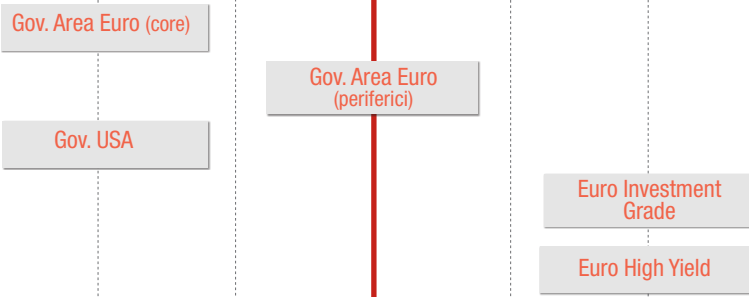 Gov. Area Euro (core)
Gov. Area Euro
(periferici)
Gov. USA
Euro Investment
Grade
Euro High Yield